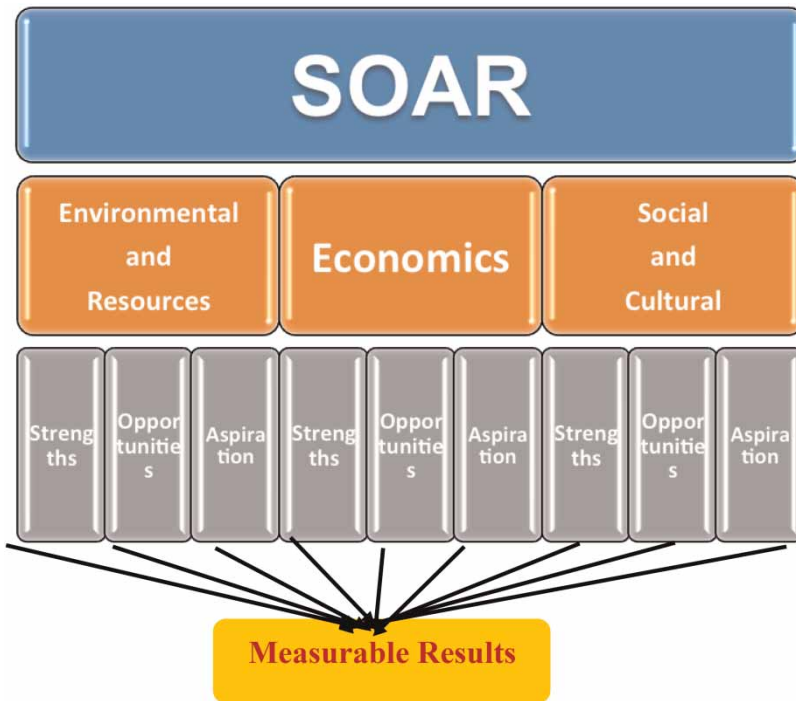 SOAR
Environmental
and
Resources
Economics
Social
and
Cultural
Streng
ths
Oppor
tunitie
s
Aspira
tion
Streng
ths
Oppor
tunitie
s
Aspira
tion
Streng
ths
Oppor
tunitie
s
Aspira
tion
Measurable Results